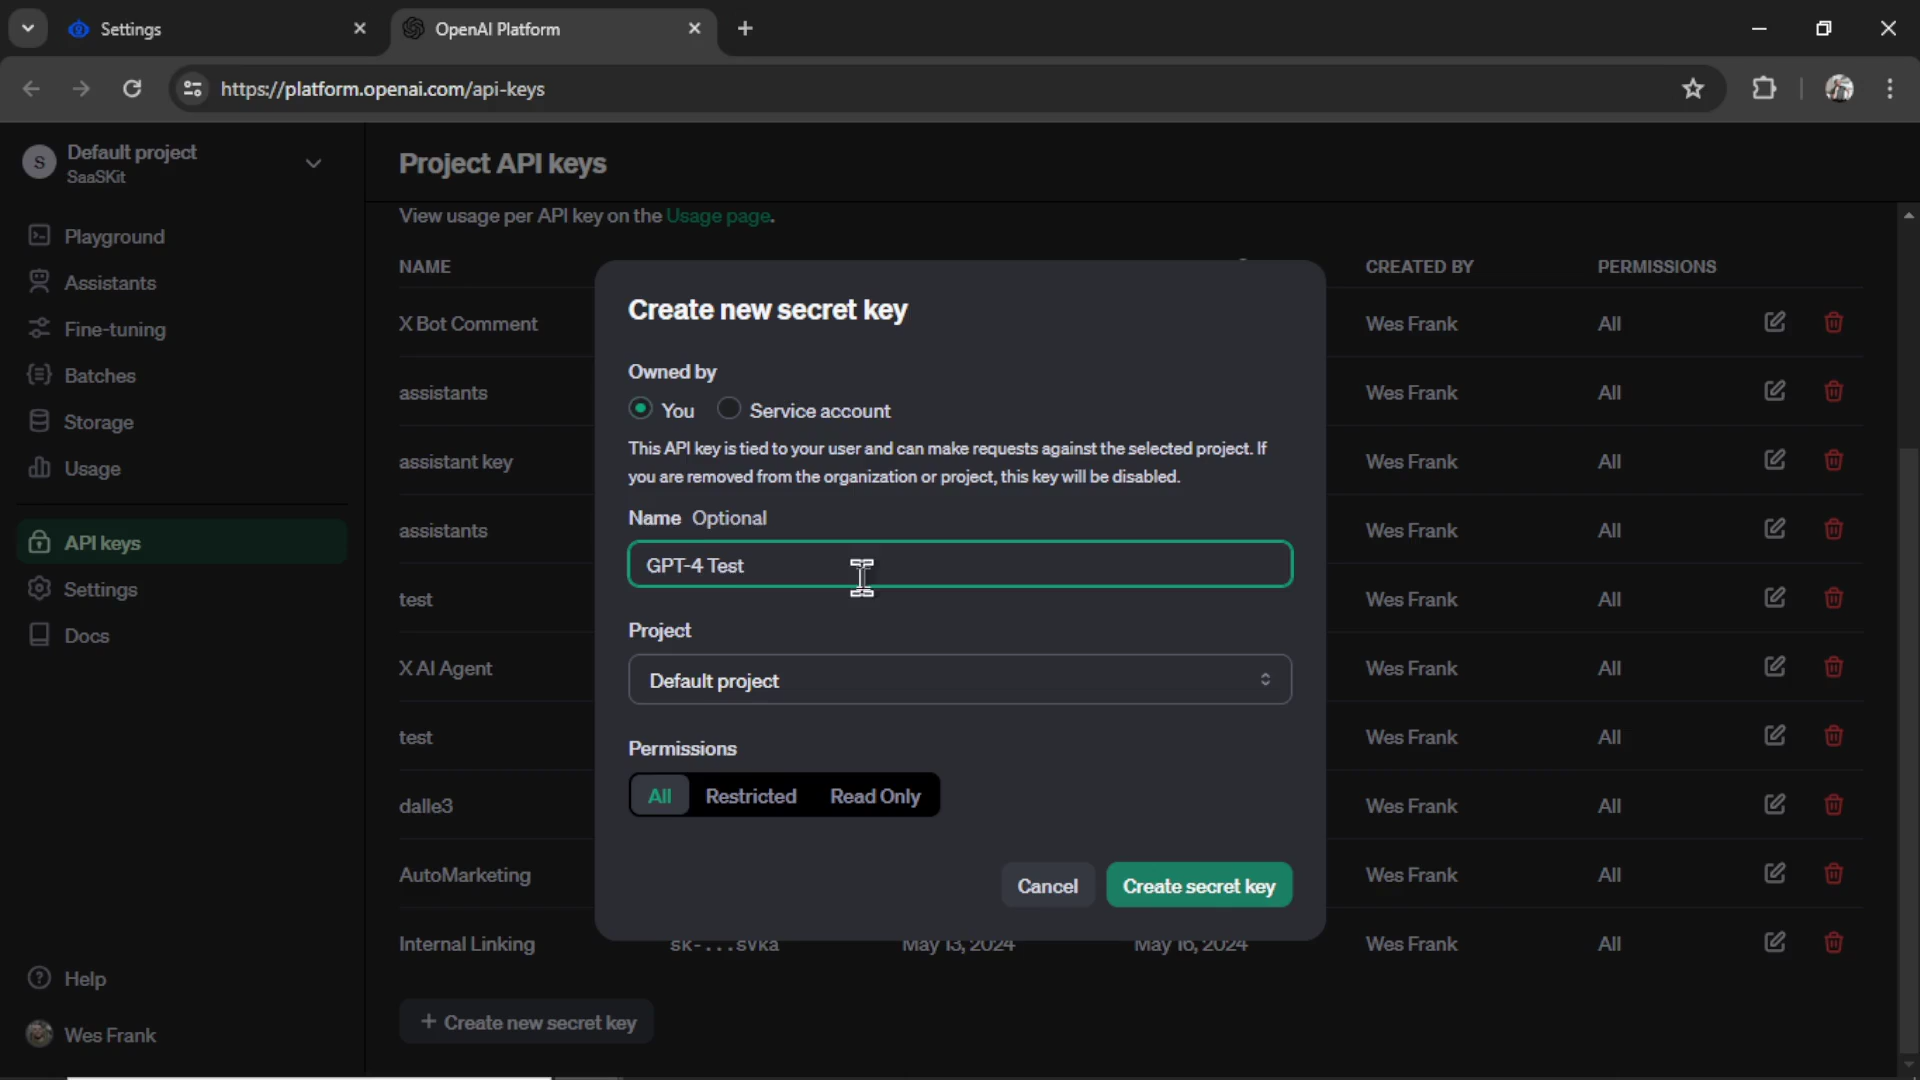 Settings
OpenAI Platform
https://platform.openai.com/api-keys
S
Default project
SaaSKit
Playground
Assistants
Fine-tuning
Batches
Storage
Usage
API keys
Settings
Docs
Help
Wes Frank
Project API keys
View usage per API key on the Usage page.
NAME CREATED BY PERMISSIONS
X Bot Comment Wes Frank All
assistants Wes Frank All
assistant key Wes Frank All
assistants Wes Frank All
test Wes Frank All
X AI Agent Wes Frank All
test Wes Frank All
dalle3 Wes Frank All
AutoMarketing Wes Frank All
Internal Linking sk-...svka May 13, 2024 May 16, 2024 Wes Frank All
+ Create new secret key
Create new secret key
Owned by
You Service account
This API key is tied to your user and can make requests against the selected project. If
you are removed from the organization or project, this key will be disabled.
Name Optional
GPT-4 Test
Project
Default project
Permissions
All Restricted Read Only
Cancel Create secret key